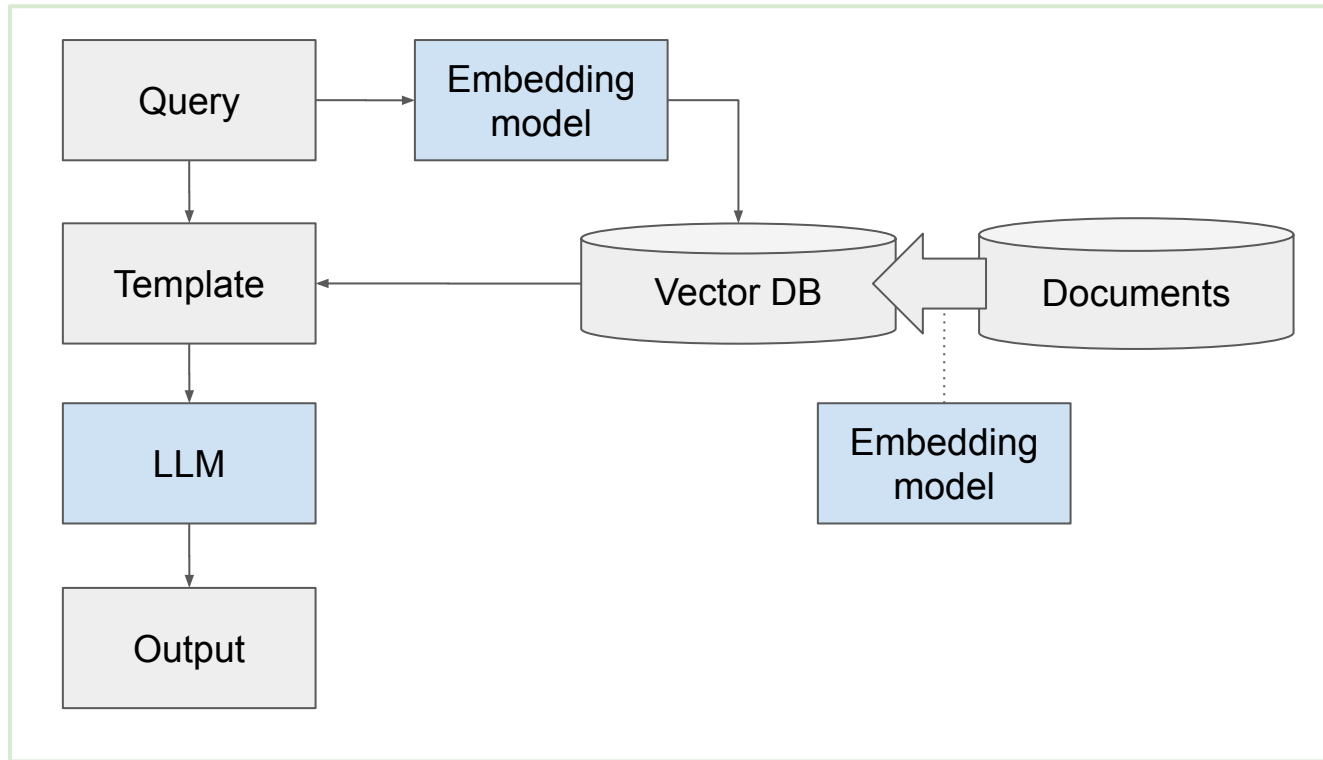 Query
Embedding
model
Template
Vector DB
Documents
LLM
Embedding
model
Output